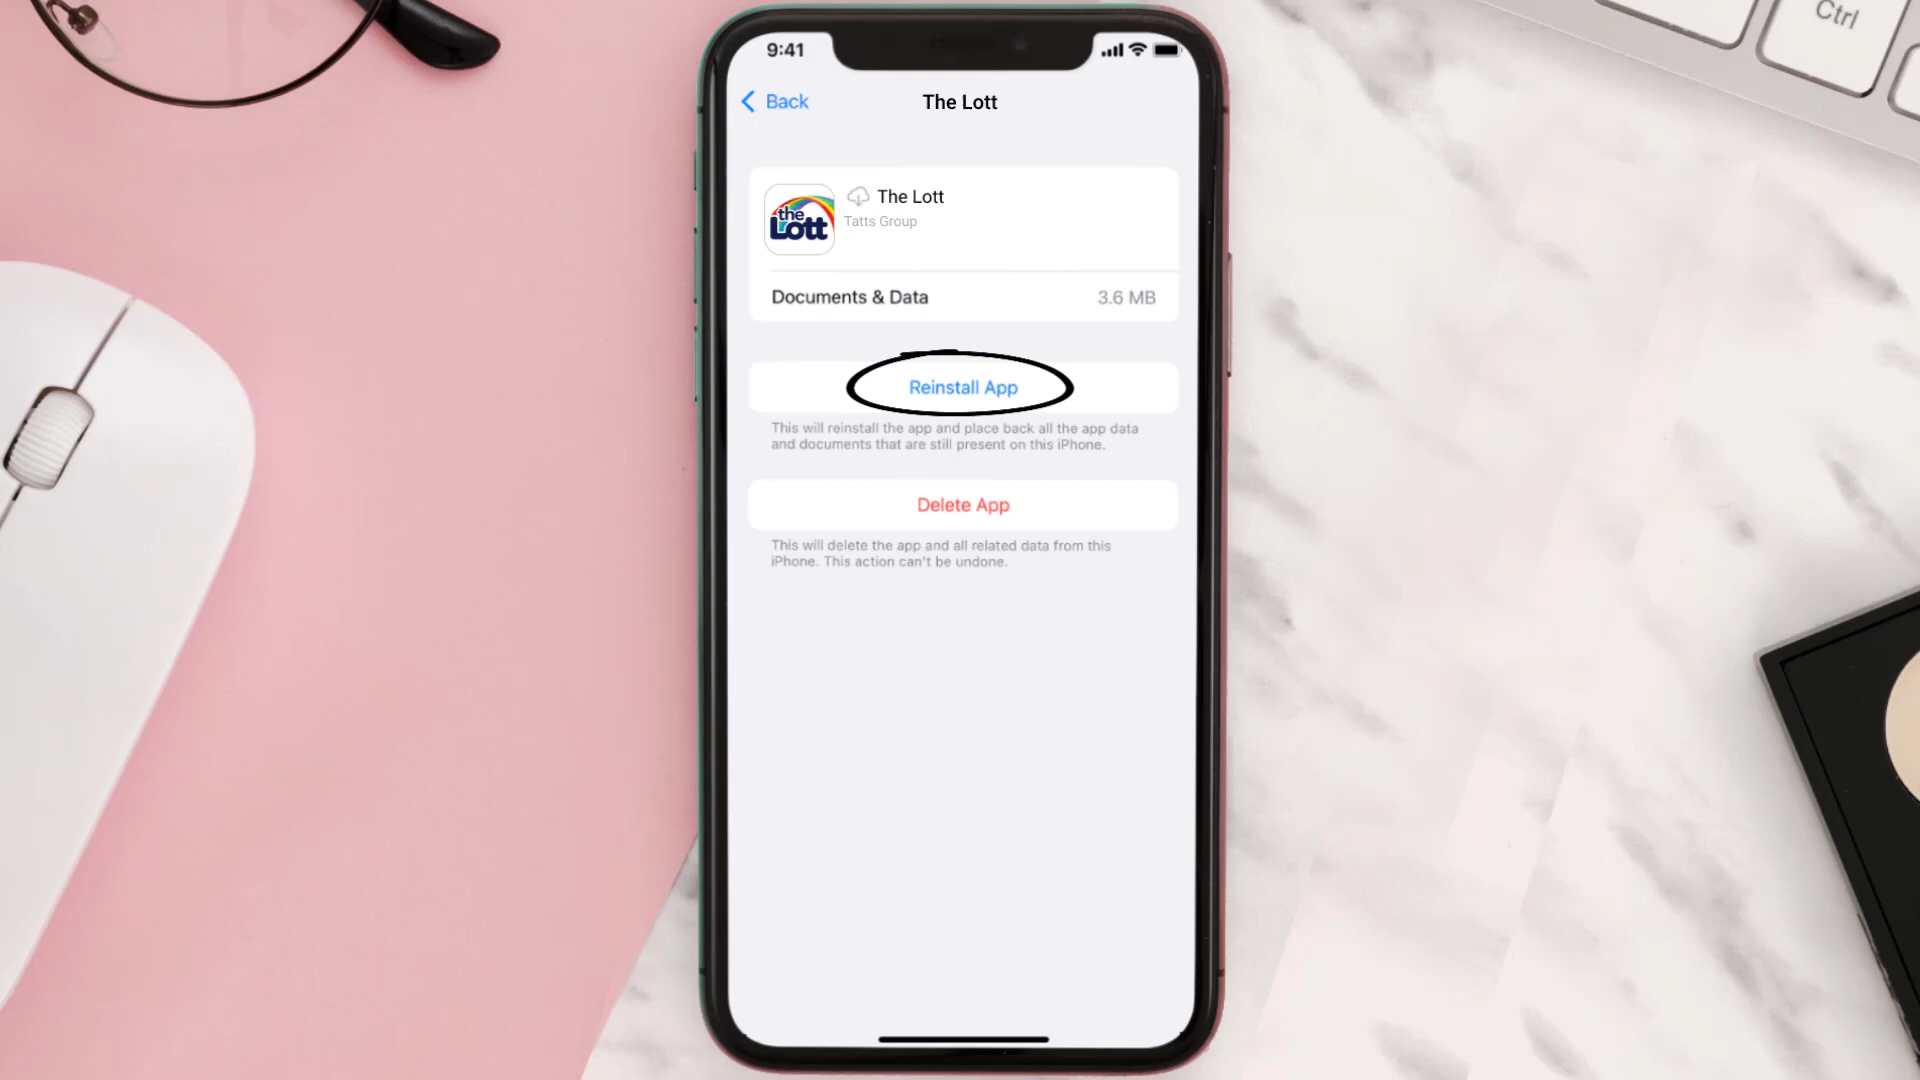 Ctrl
9:41
Back
The Lott
the
Lott
The Lott
Tatts Group
Documents & Data
3.6 MB
Reinstall App
This will reinstall the app and place back all the app data
and documents that are still present on this iPhone.
Delete App
This will delete the app and all related data from this
iPhone. This action can't be undone.